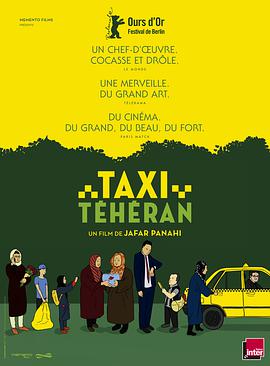 MEMENTO FILMS
PRÉSENTE
Ours d'Or
Festival de Berlin
UN CHEF-D'ŒUVRE.
COCASSE ET DRÔLE.
LE MONDE
UNE MERVEILLE.
DU GRAND ART.
TÉLÉRAMA
DU CINÉMA.
DU GRAND, DU BEAU, DU FORT.
PARIS MATCH
TAXI
TÉHÉRAN
UN FILM DE JAFAR PANAHI
inter